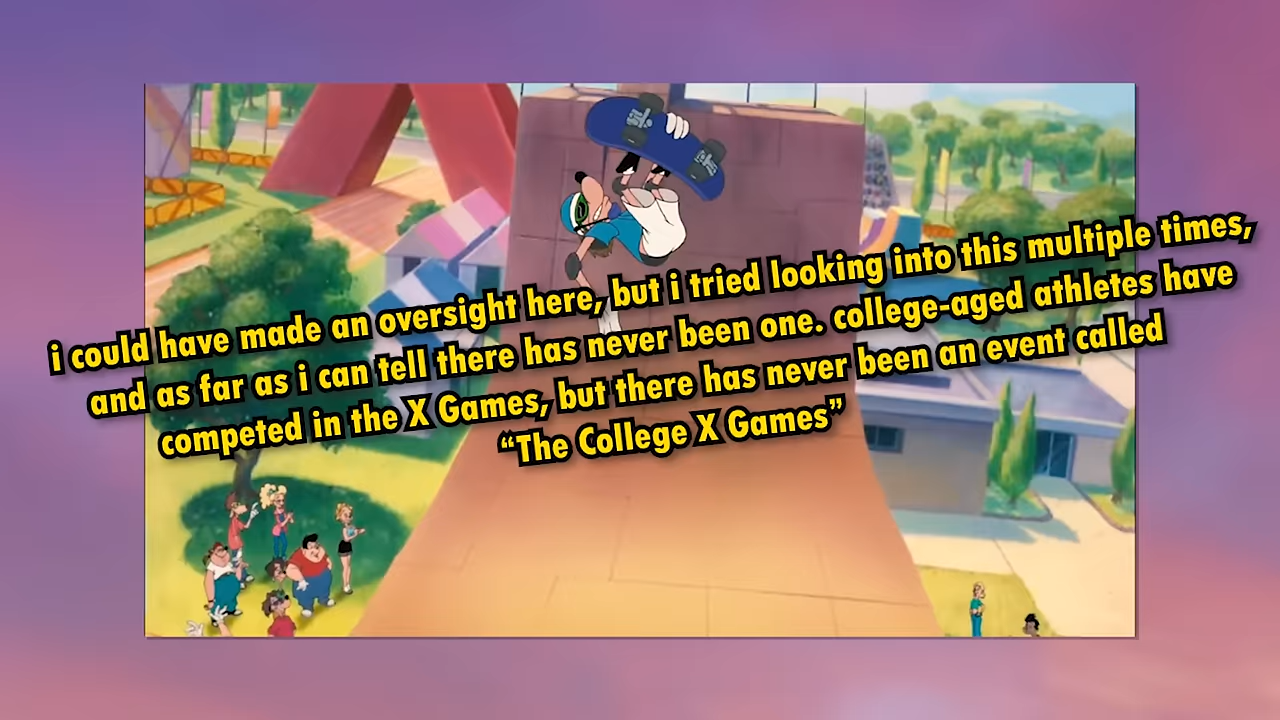 i could have made an oversight here, but i tried looking into this multiple times,
and as far as i can tell there has never been one. college-aged athletes have
competed in the X Games, but there has never been an event called
“The College X Games”